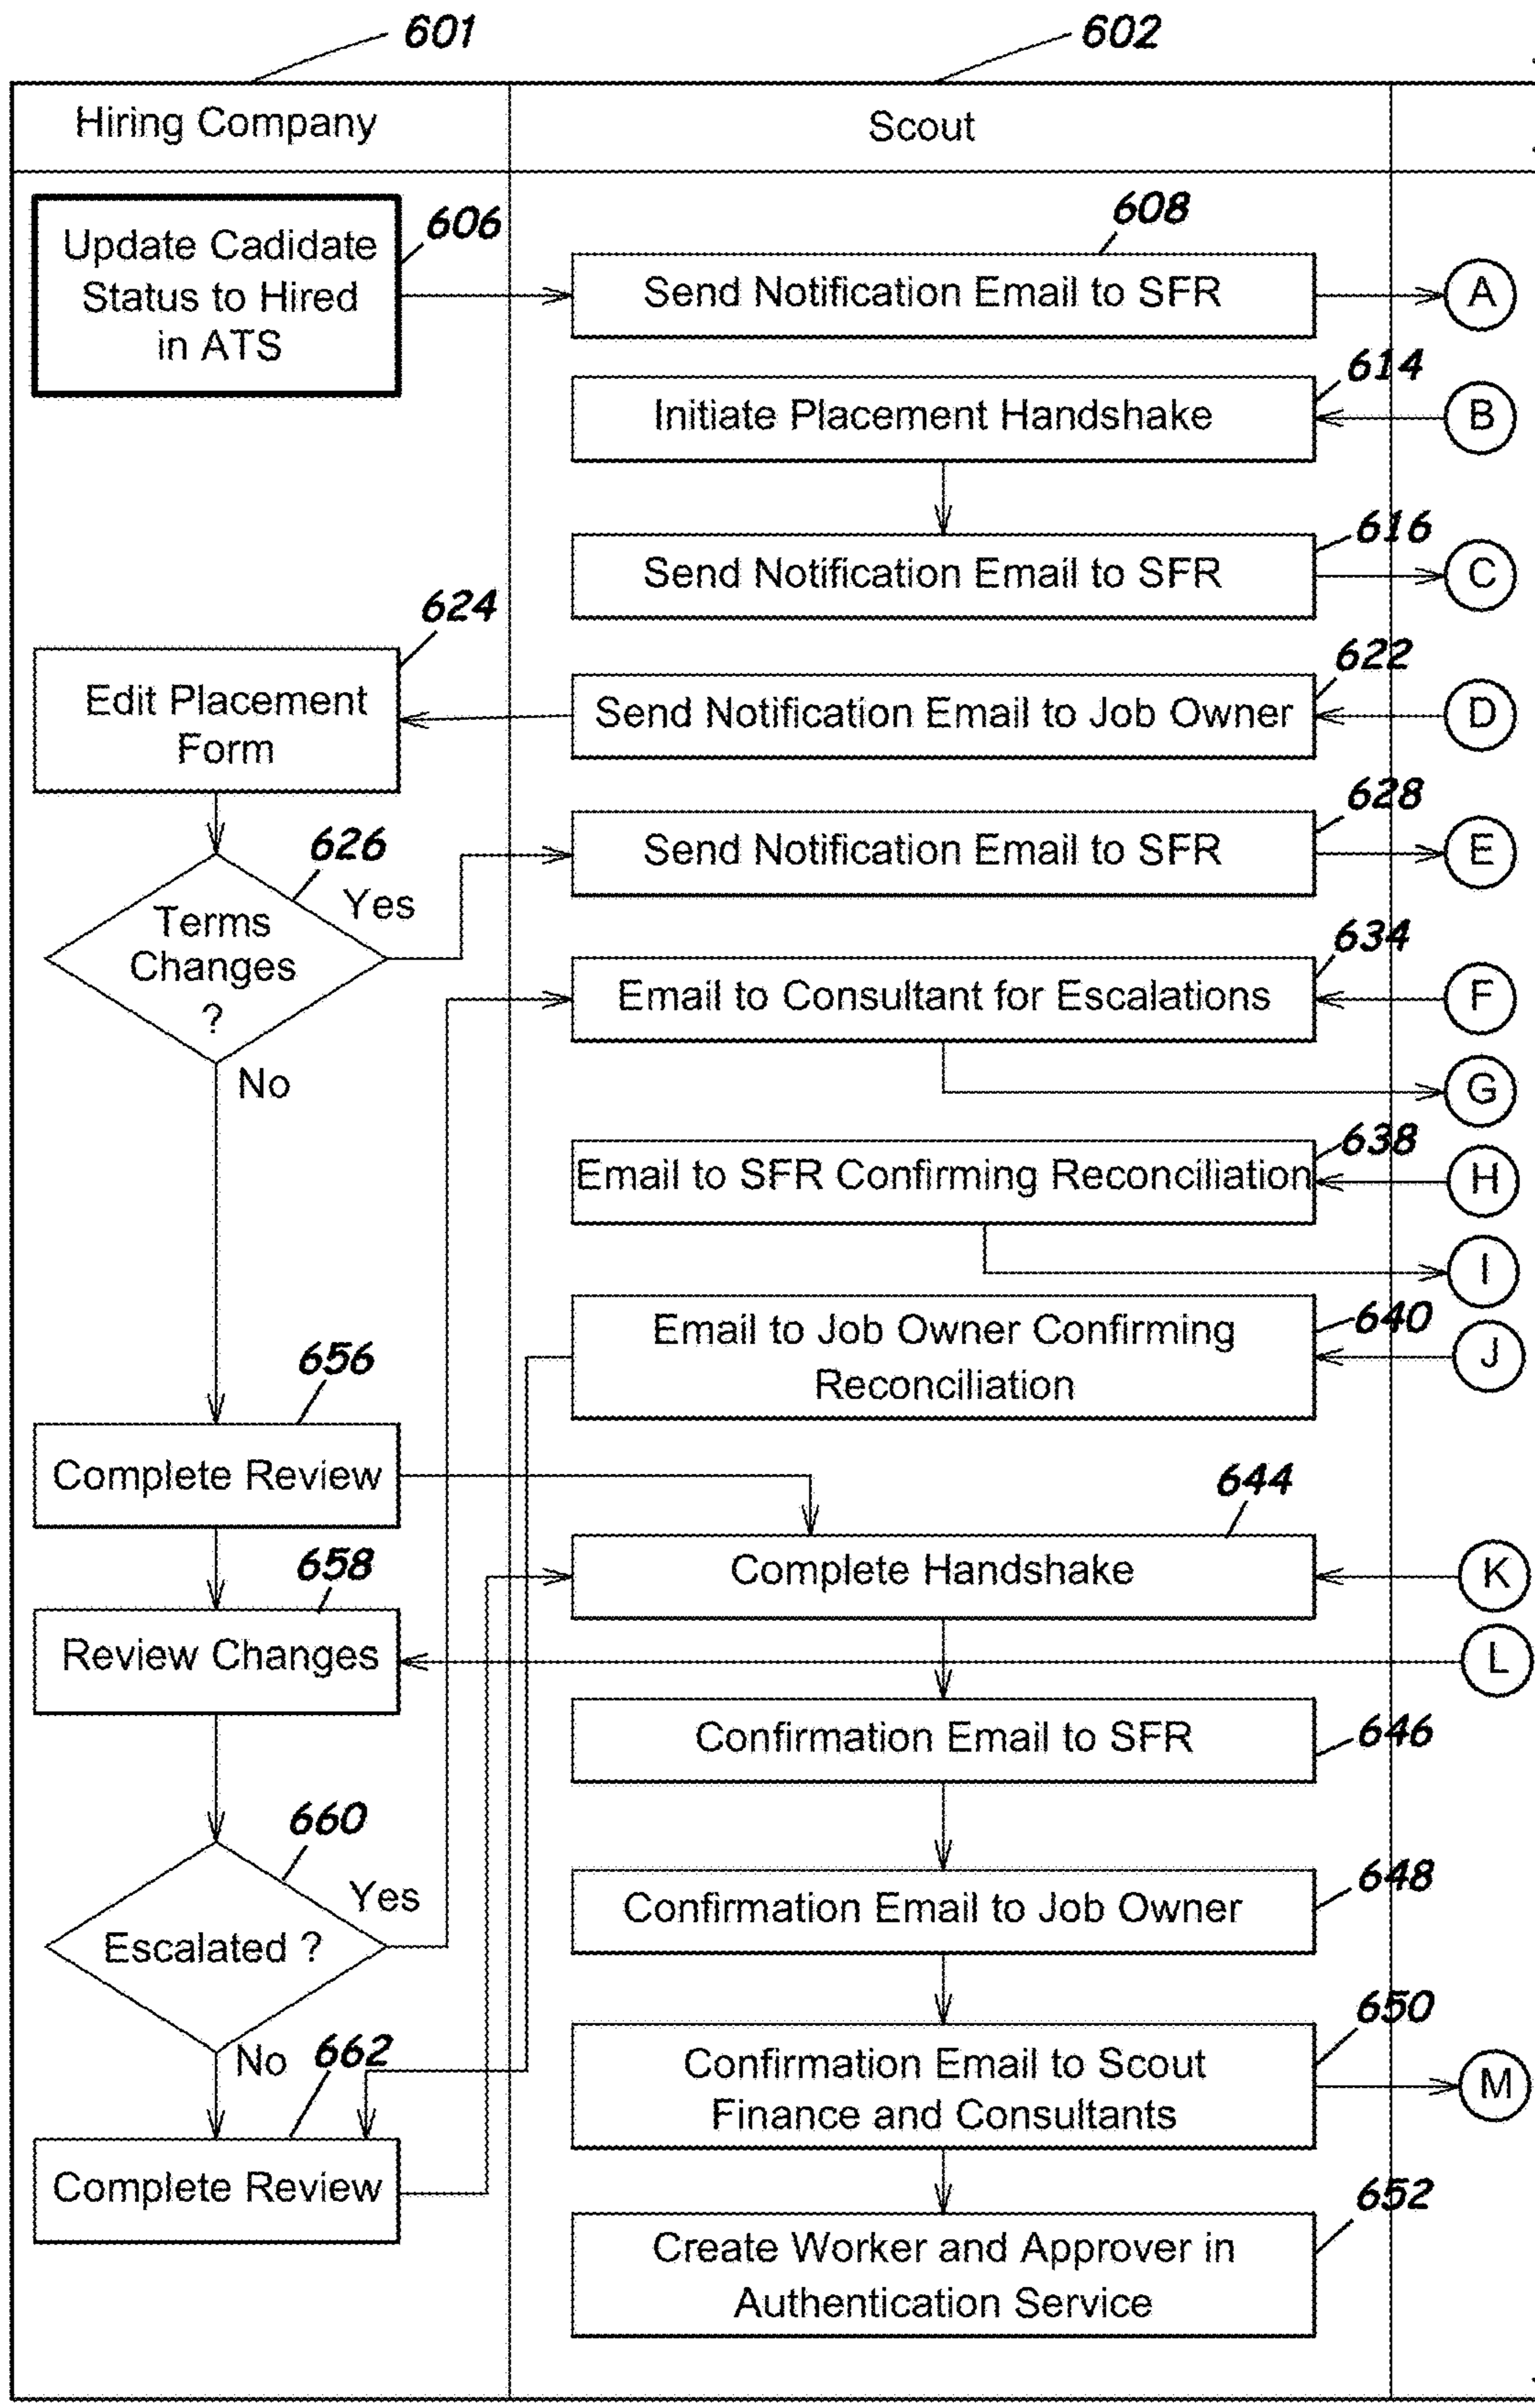 601
602
Hiring Company
Scout
606
Update Cadidate
Status to Hired
in ATS
608
Send Notification Email to SFR
A
614
Initiate Placement Handshake
B
616
Send Notification Email to SFR
C
624
Edit Placement
Form
622
Send Notification Email to Job Owner
D
626
Yes
Terms
Changes
?
No
628
Send Notification Email to SFR
E
634
Email to Consultant for Escalations
F
G
638
Email to SFR Confirming Reconciliation
H
I
640
Email to Job Owner Confirming
Reconciliation
J
656
Complete Review
644
Complete Handshake
K
658
Review Changes
L
Confirmation Email to SFR
646
660
Yes
Escalated ?
No
648
Confirmation Email to Job Owner
650
Confirmation Email to Scout
Finance and Consultants
M
662
Complete Review
652
Create Worker and Approver in
Authentication Service